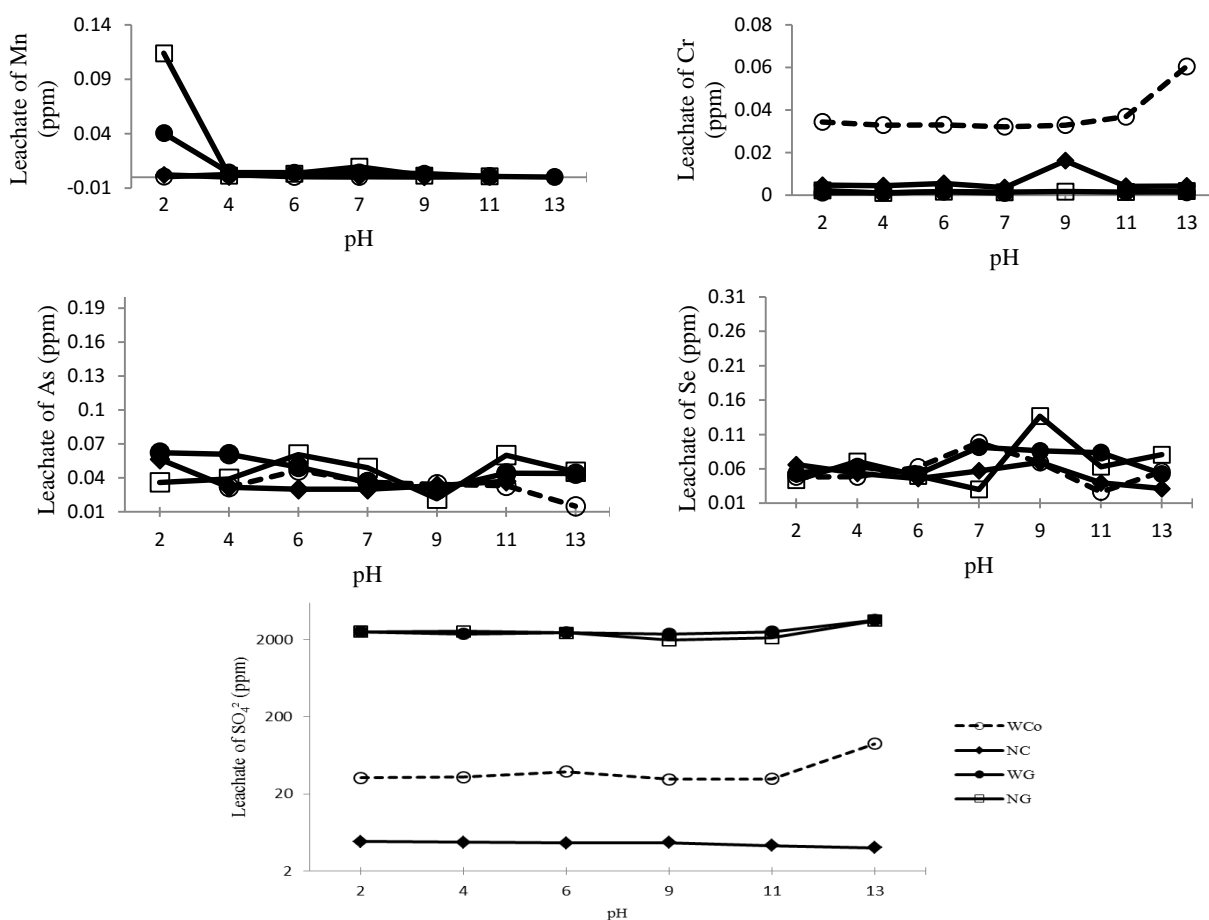 Leachate of Mn
(ppm)
0.14
0.09
0.04
-0.01
2 4 6 7 9 11 13
pH
Leachate of Cr
(ppm)
0.08
0.06
0.04
0.02
0
2 4 6 7 9 11 13
pH
Leachate of As (ppm)
0.19
0.16
0.13
0.1
0.07
0.04
0.01
2 4 6 7 9 11 13
pH
Leachate of Se (ppm)
0.31
0.26
0.21
0.16
0.11
0.06
0.01
2 4 6 7 9 11 13
pH
Leachate of SO₄² (ppm)
2000
200
20
2
2 4 6 9 11 13
pH
WCo
NC
WG
NG